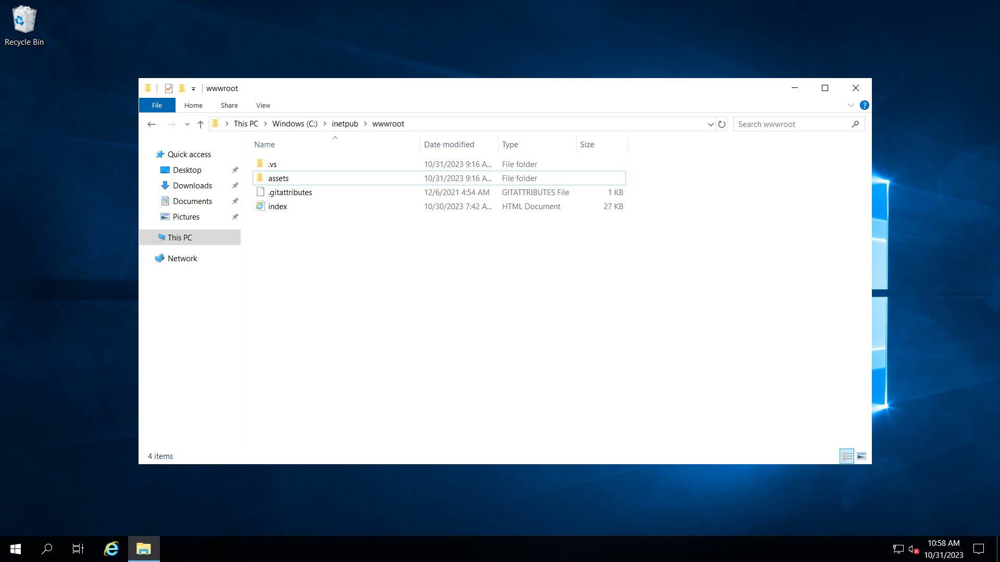 Recycle Bin
wwwroot
File Home Share View
This PC Windows (C:) inetpub wwwroot Search wwwroot
Name Date modified Type Size
Quick access
Desktop
Downloads
Documents
Pictures
This PC
Network
.vs 10/31/2023 9:16 A... File folder
assets 10/31/2023 9:16 A... File folder
.gitattributes 12/6/2021 4:54 AM GITATTRIBUTES File 1 KB
index 10/30/2023 7:42 A... HTML Document 27 KB
4 items
10:58 AM
10/31/2023